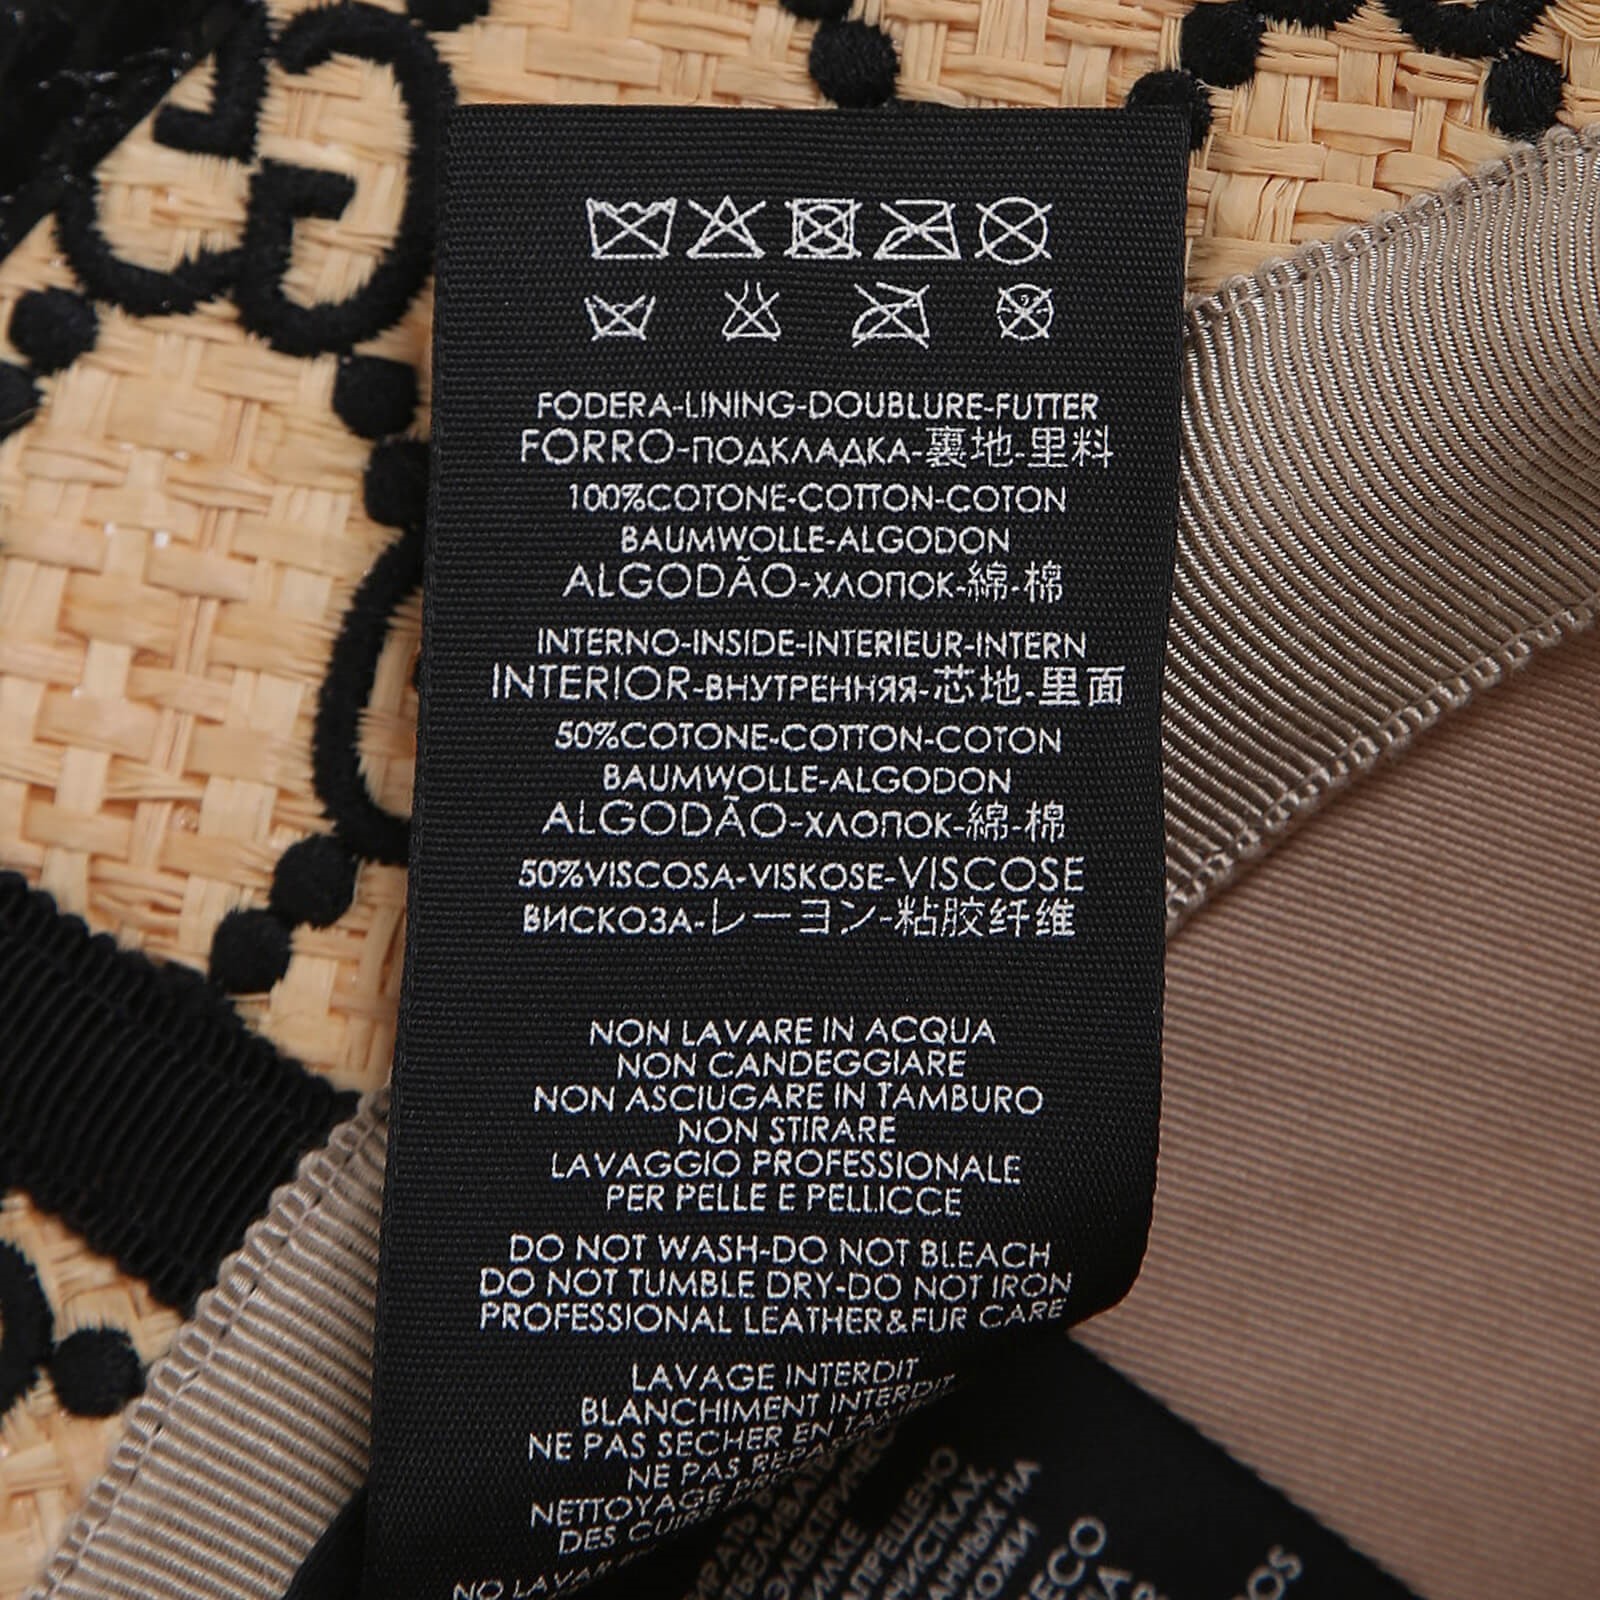 FODERA-LINING-DOUBLURE-FUTTER
FORRO-ПОДКЛАДКА-裏地-里料
100%COTONE-COTTON-COTON
BAUMWOLLE-ALGODON
ALGODÃO-ХЛОПОК-綿-棉
INTERNO-INSIDE-INTERIEUR-INTERN
INTERIOR-ВНУТРЕННЯЯ-芯地-里面
50%COTONE-COTTON-COTON
BAUMWOLLE-ALGODON
ALGODÃO-ХЛОПОК-綿-棉
50%VISCOSA-VISKOSE-VISCOSE
ВИСКОЗА-レーヨン-粘胶纤维
NON LAVARE IN ACQUA
NON CANDEGGIARE
NON ASCIUGARE IN TAMBURO
NON STIRARE
LAVAGGIO PROFESSIONALE
PER PELLE E PELLICCE
DO NOT WASH-DO NOT BLEACH
DO NOT TUMBLE DRY-DO NOT IRON
PROFESSIONAL LEATHER&FUR CARE
LAVAGE INTERDIT
BLANCHIMENT INTERDIT
NE PAS SECHER EN
NE PAS
NETTOYAGE
DES CUIRS
NO LAVAR